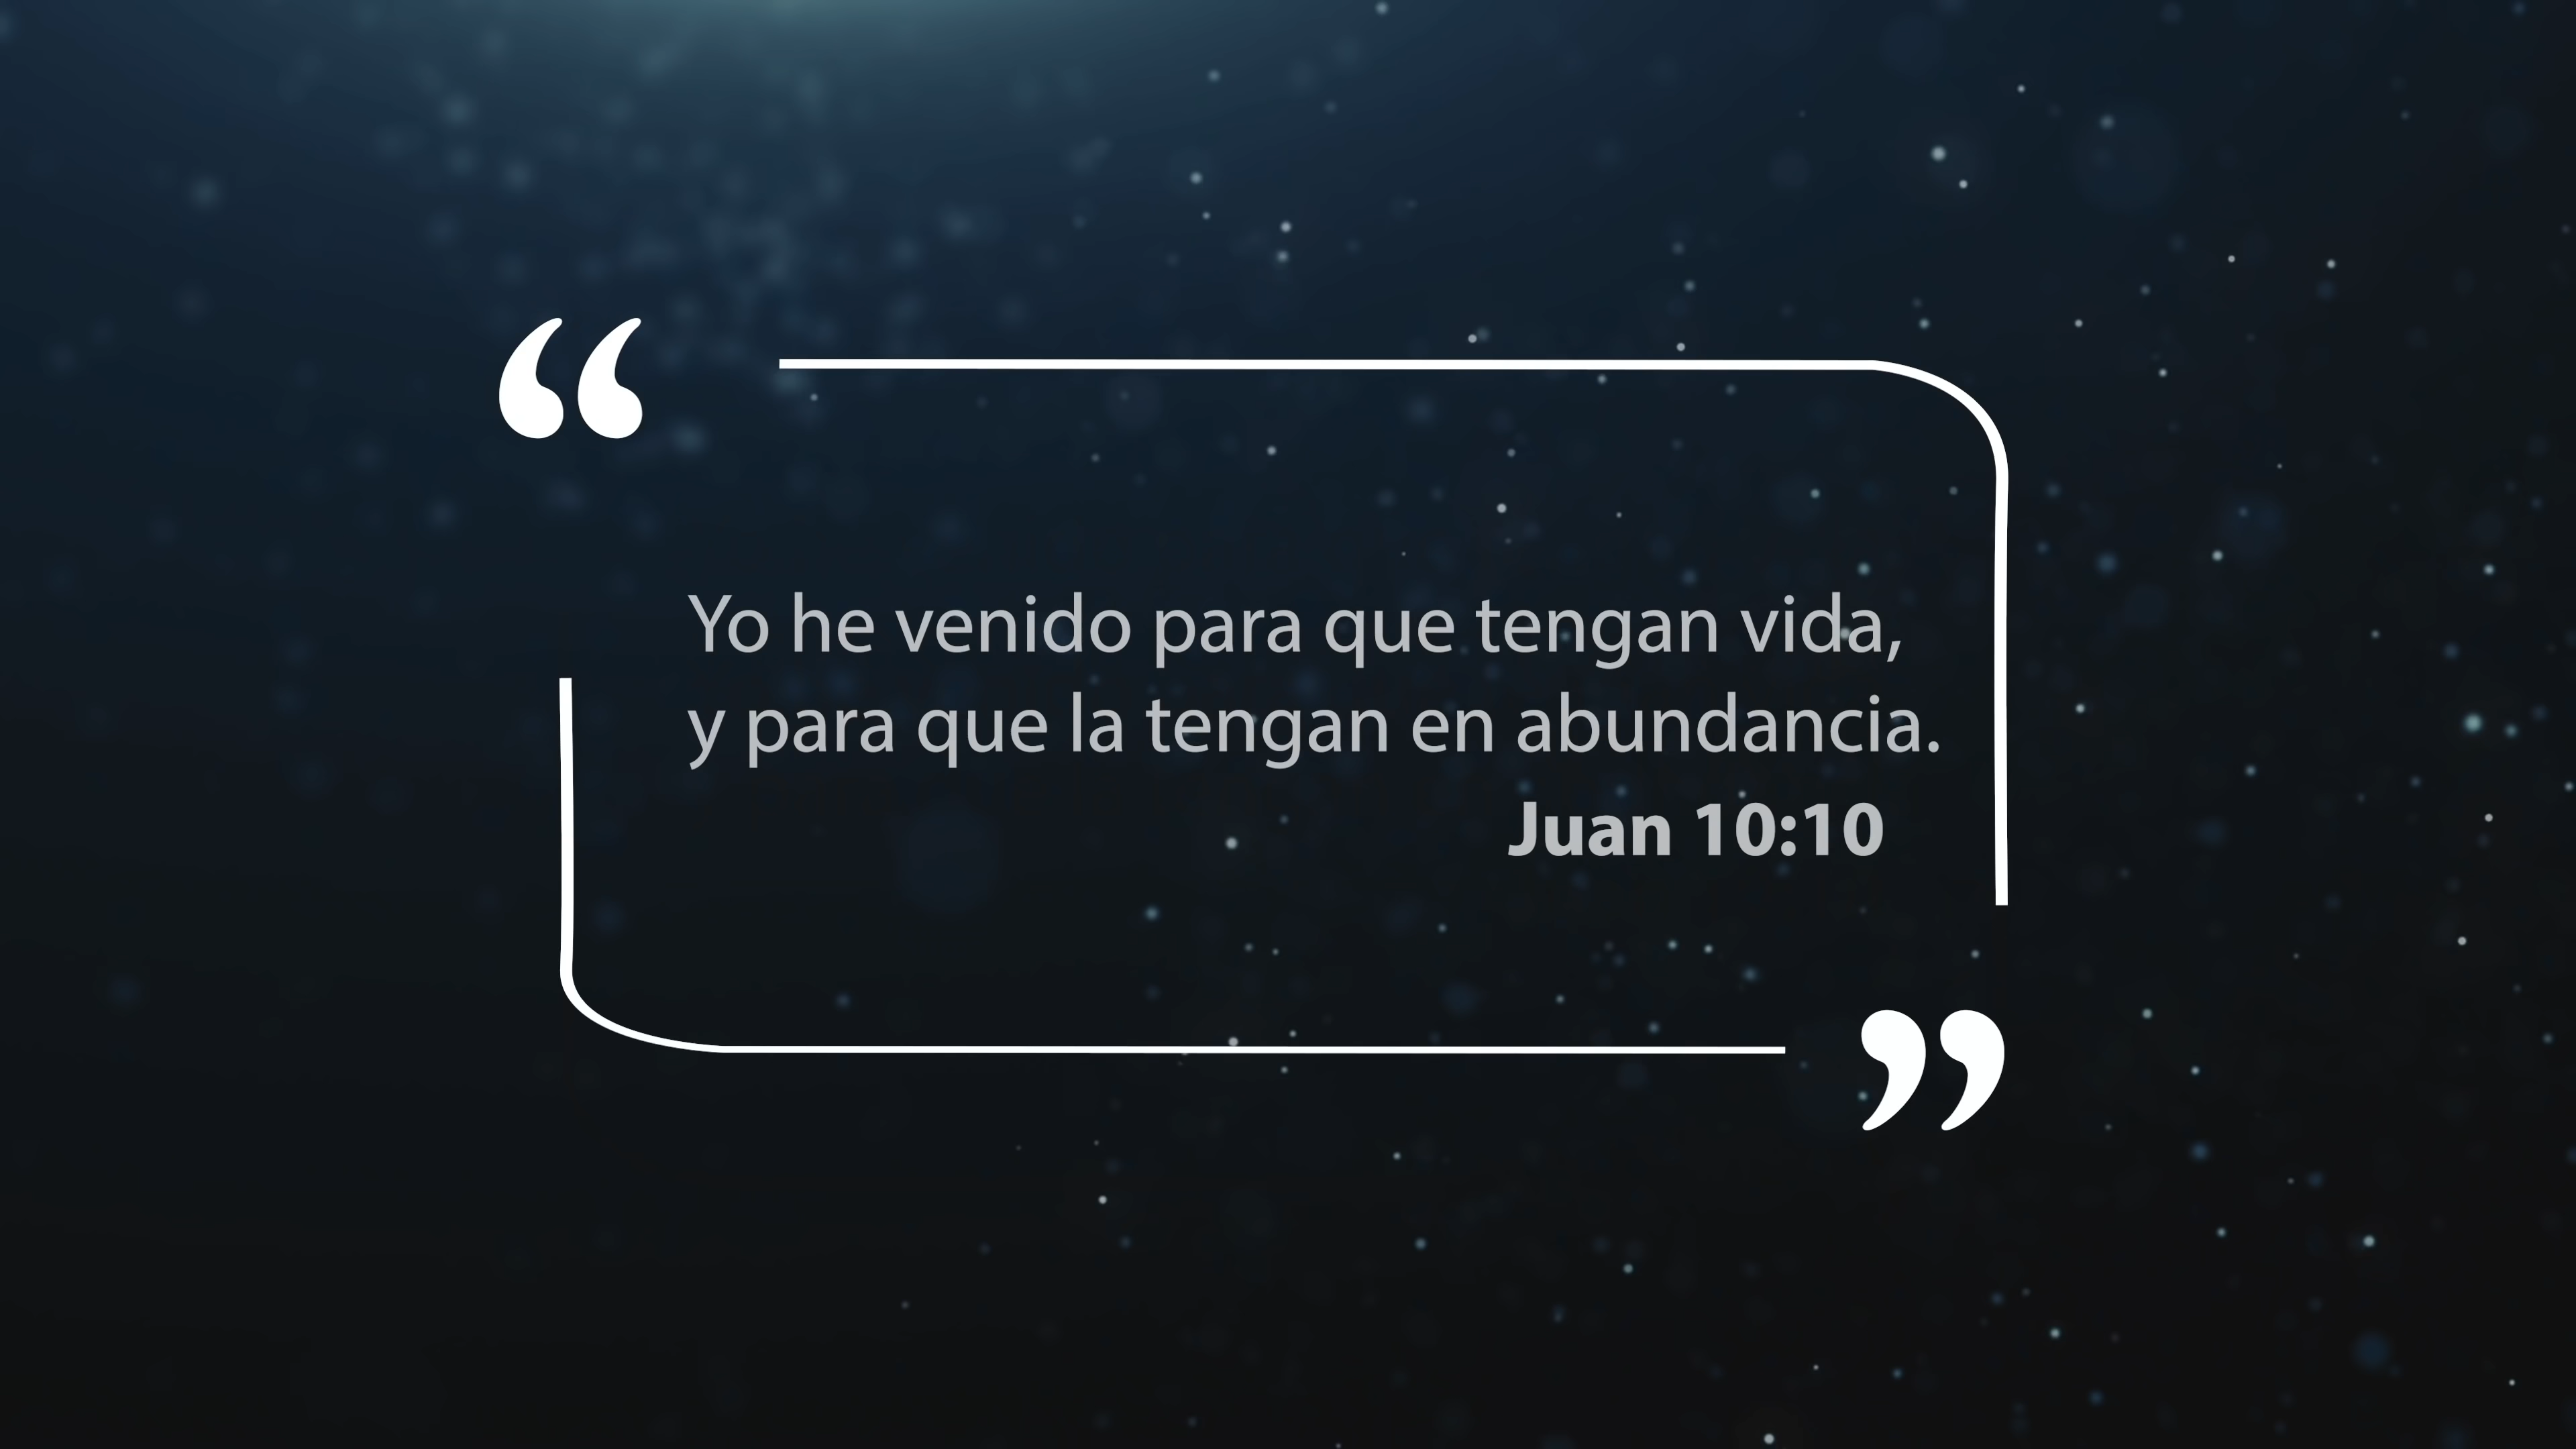 “
Yo he venido para que tengan vida,
y para que la tengan en abundancia.
Juan 10:10
”